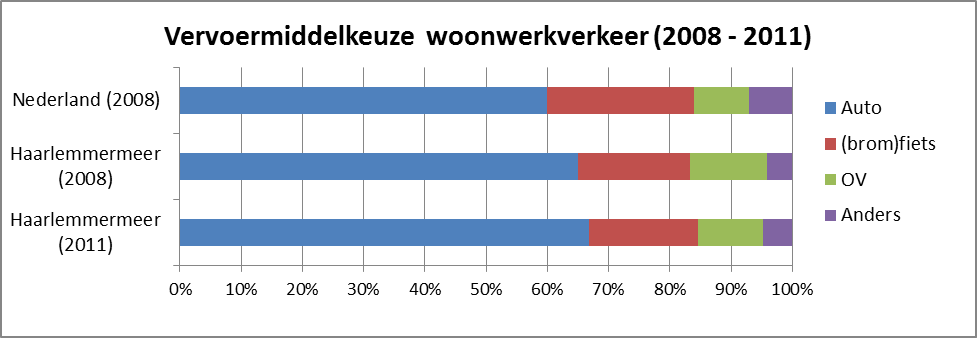 Vervoermiddelkeuze woonwerkverkeer (2008 - 2011)
Nederland (2008)
Haarlemmermeer
(2008)
Haarlemmermeer
(2011)
0% 10% 20% 30% 40% 50% 60% 70% 80% 90% 100%
Auto
(brom)fiets
OV
Anders